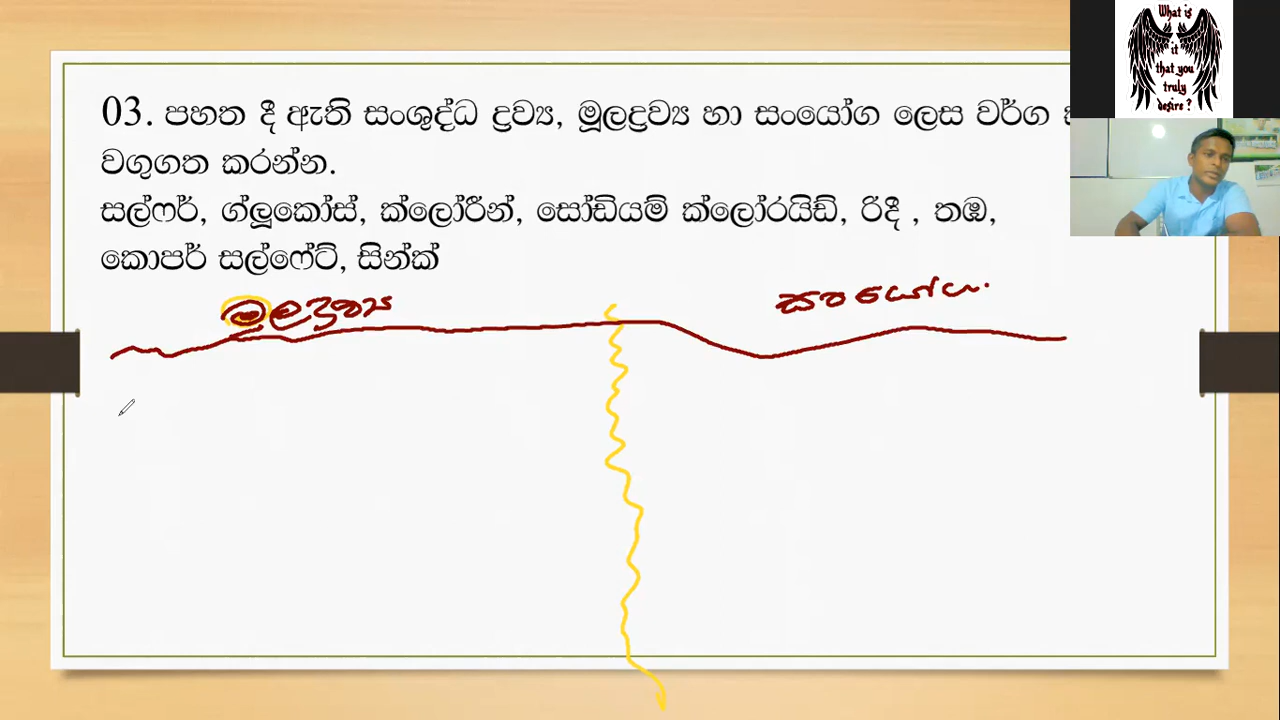 03. පහත දී ඇති සංශුද්ධ ද්‍රව්‍ය, මූලද්‍රව්‍ය හා සංයෝග ලෙස වර්ග
වගුගත කරන්න.
සල්ෆර්, ග්ලූකෝස්, ක්ලෝරීන්, සෝඩියම් ක්ලෝරයිඩ්, රිදී , තඹ,
කොපර් සල්ෆේට්, සින්ක්
මූලද්‍රව්‍ය
සංයෝග
What is
it
that you
truly
desire ?